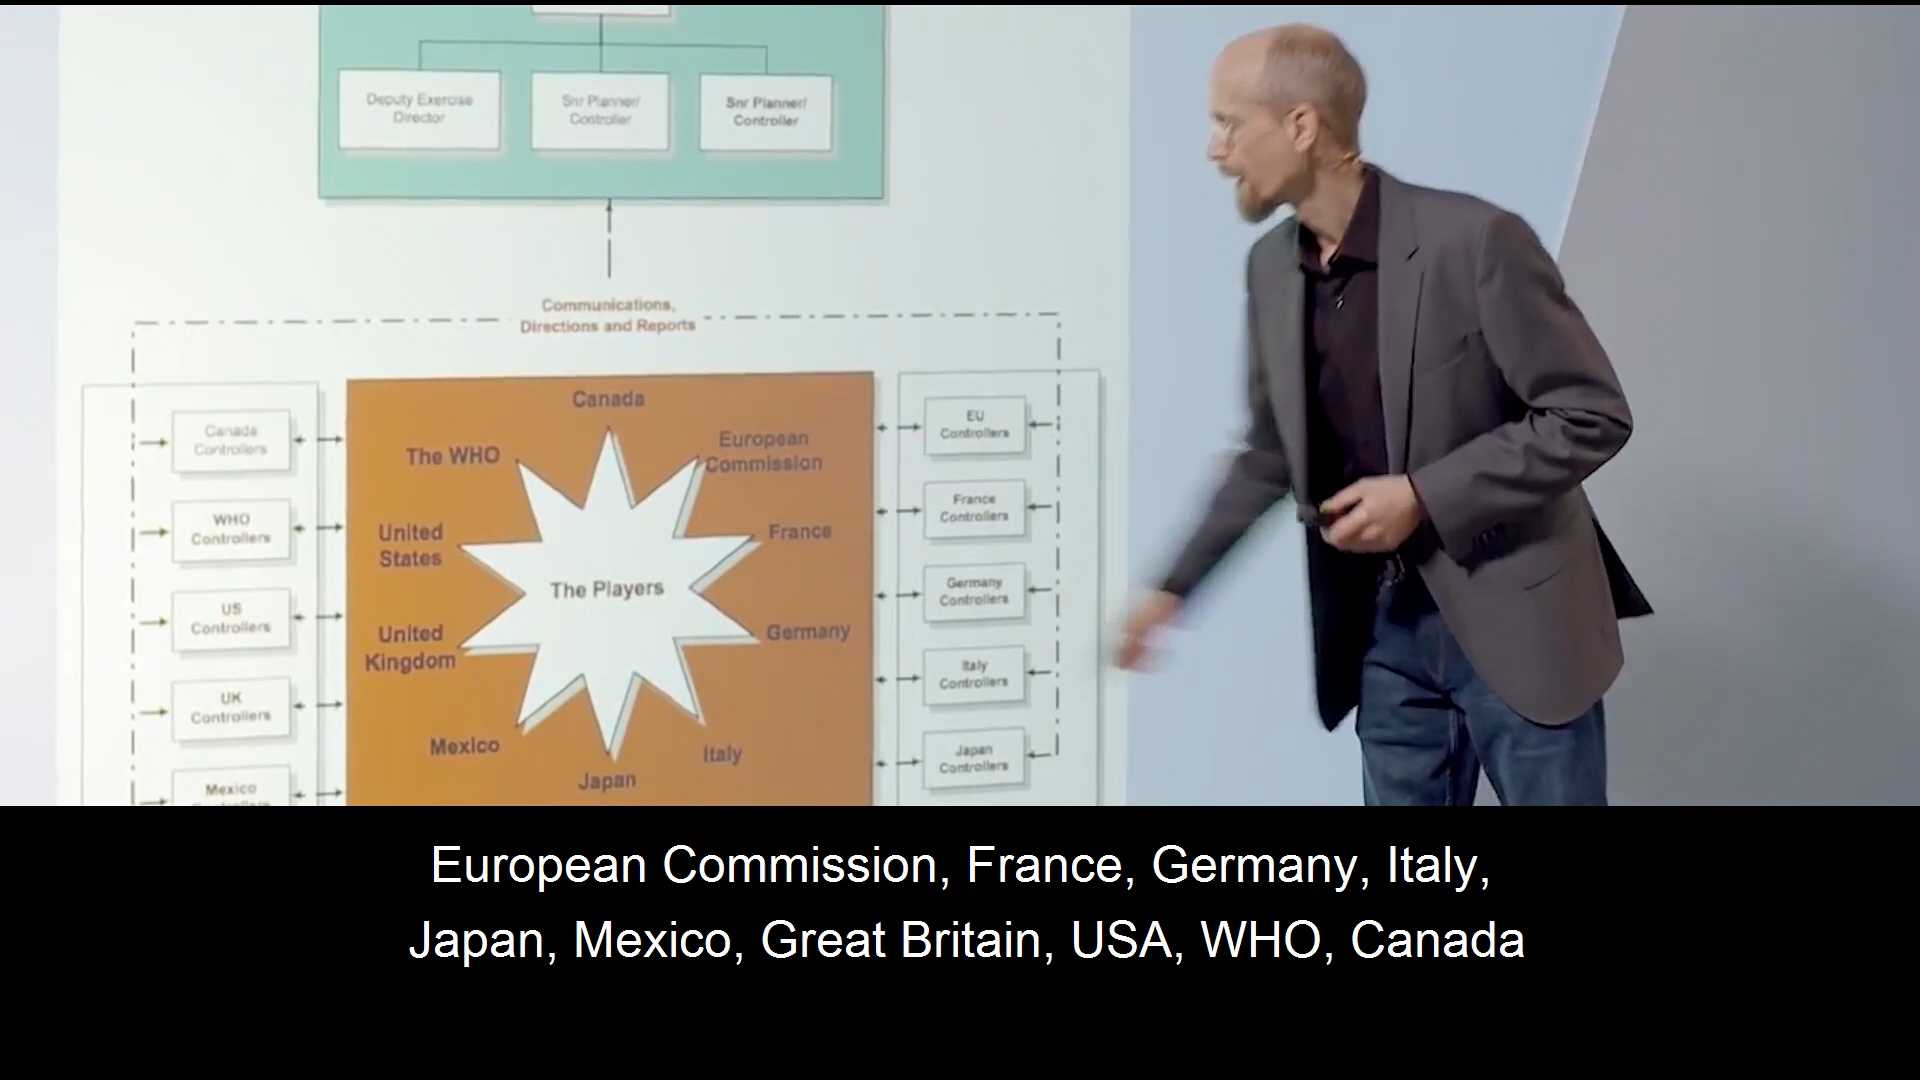 Deputy Exercise
Director
Snr Planner/
Controller
Snr Planner/
Controller
Communications,
Directions and Reports
Canada
Controllers
WHO
Controllers
US
Controllers
UK
Controllers
Mexico
Controllers
Canada
The WHO
European
Commission
United
States
France
The Players
United
Kingdom
Germany
Mexico
Italy
Japan
EU
Controllers
France
Controllers
Germany
Controllers
Italy
Controllers
Japan
Controllers
European Commission, France, Germany, Italy,
Japan, Mexico, Great Britain, USA, WHO, Canada